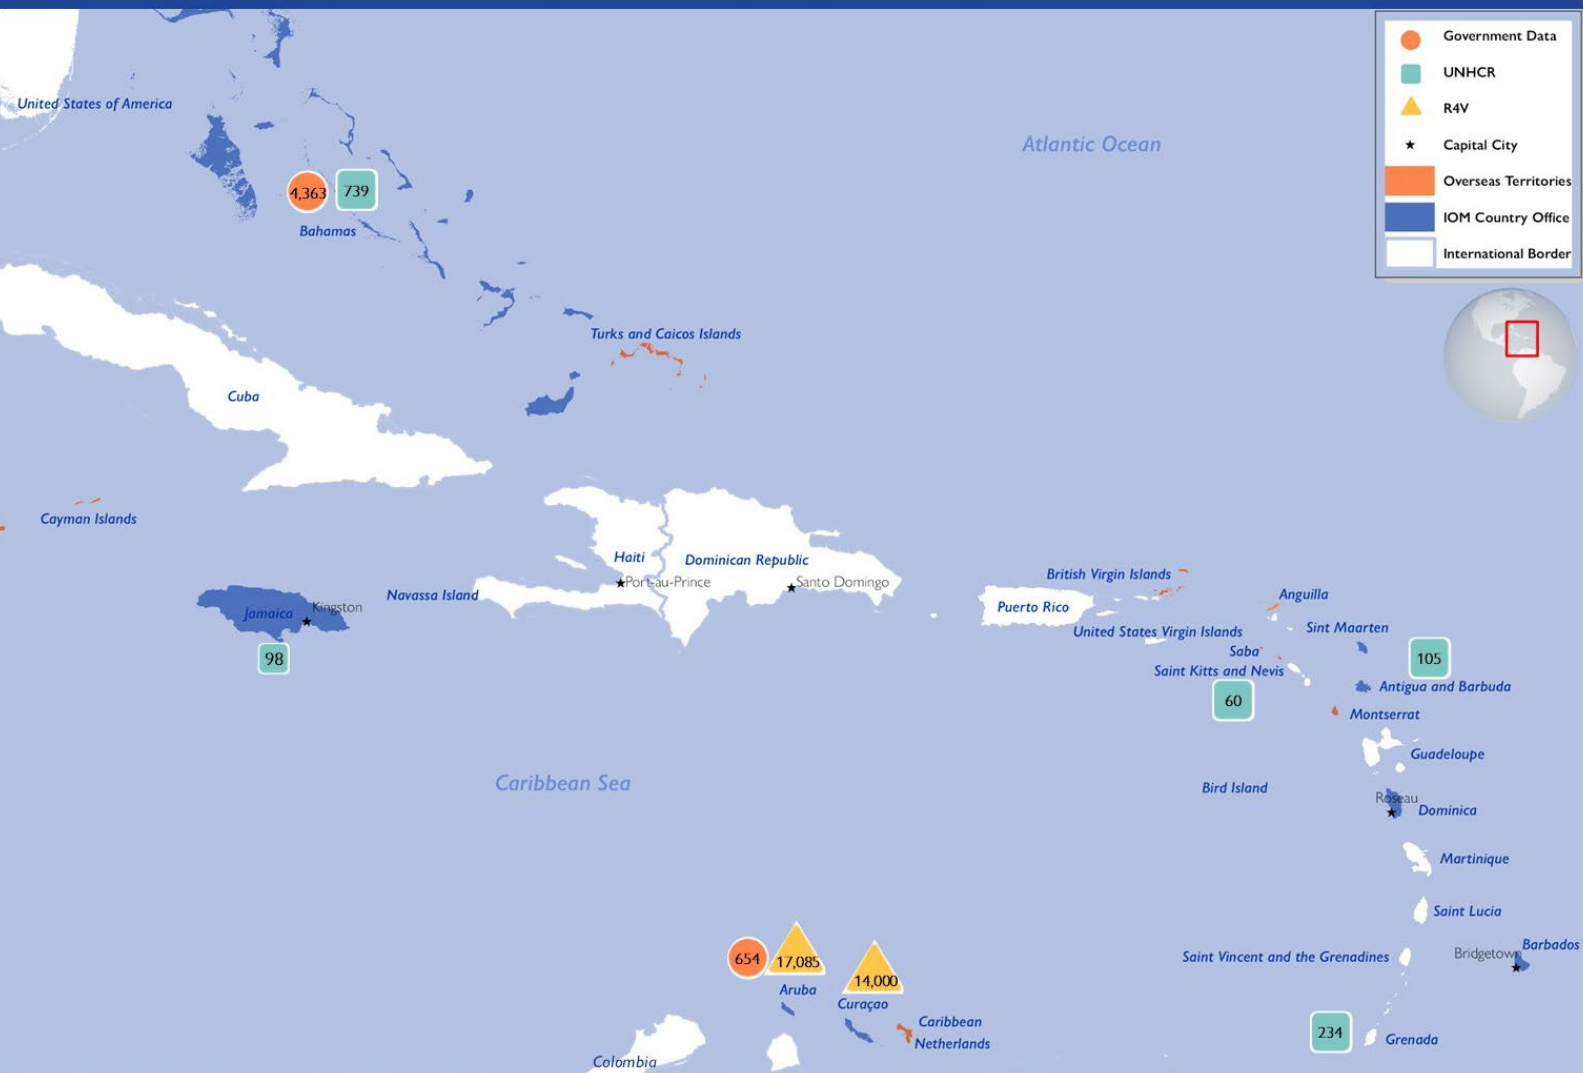 Government Data
UNHCR
R4V
Capital City
Overseas Territories
IOM Country Office
International Border
United States of America
Atlantic Ocean
4,363
739
Bahamas
Turks and Caicos Islands
Cuba
Cayman Islands
Haiti
Dominican Republic
Port-au-Prince
Santo Domingo
Navassa Island
Jamaica
Kingston
98
British Virgin Islands
Puerto Rico
Anguilla
United States Virgin Islands
Sint Maarten
Saba
Saint Kitts and Nevis
60
105
Antigua and Barbuda
Montserrat
Guadeloupe
Caribbean Sea
Bird Island
Roseau
Dominica
Martinique
Saint Lucia
Saint Vincent and the Grenadines
Bridgetown
Barbados
654
17,085
14,000
Aruba
Curaçao
Caribbean
Netherlands
234
Grenada
Colombia